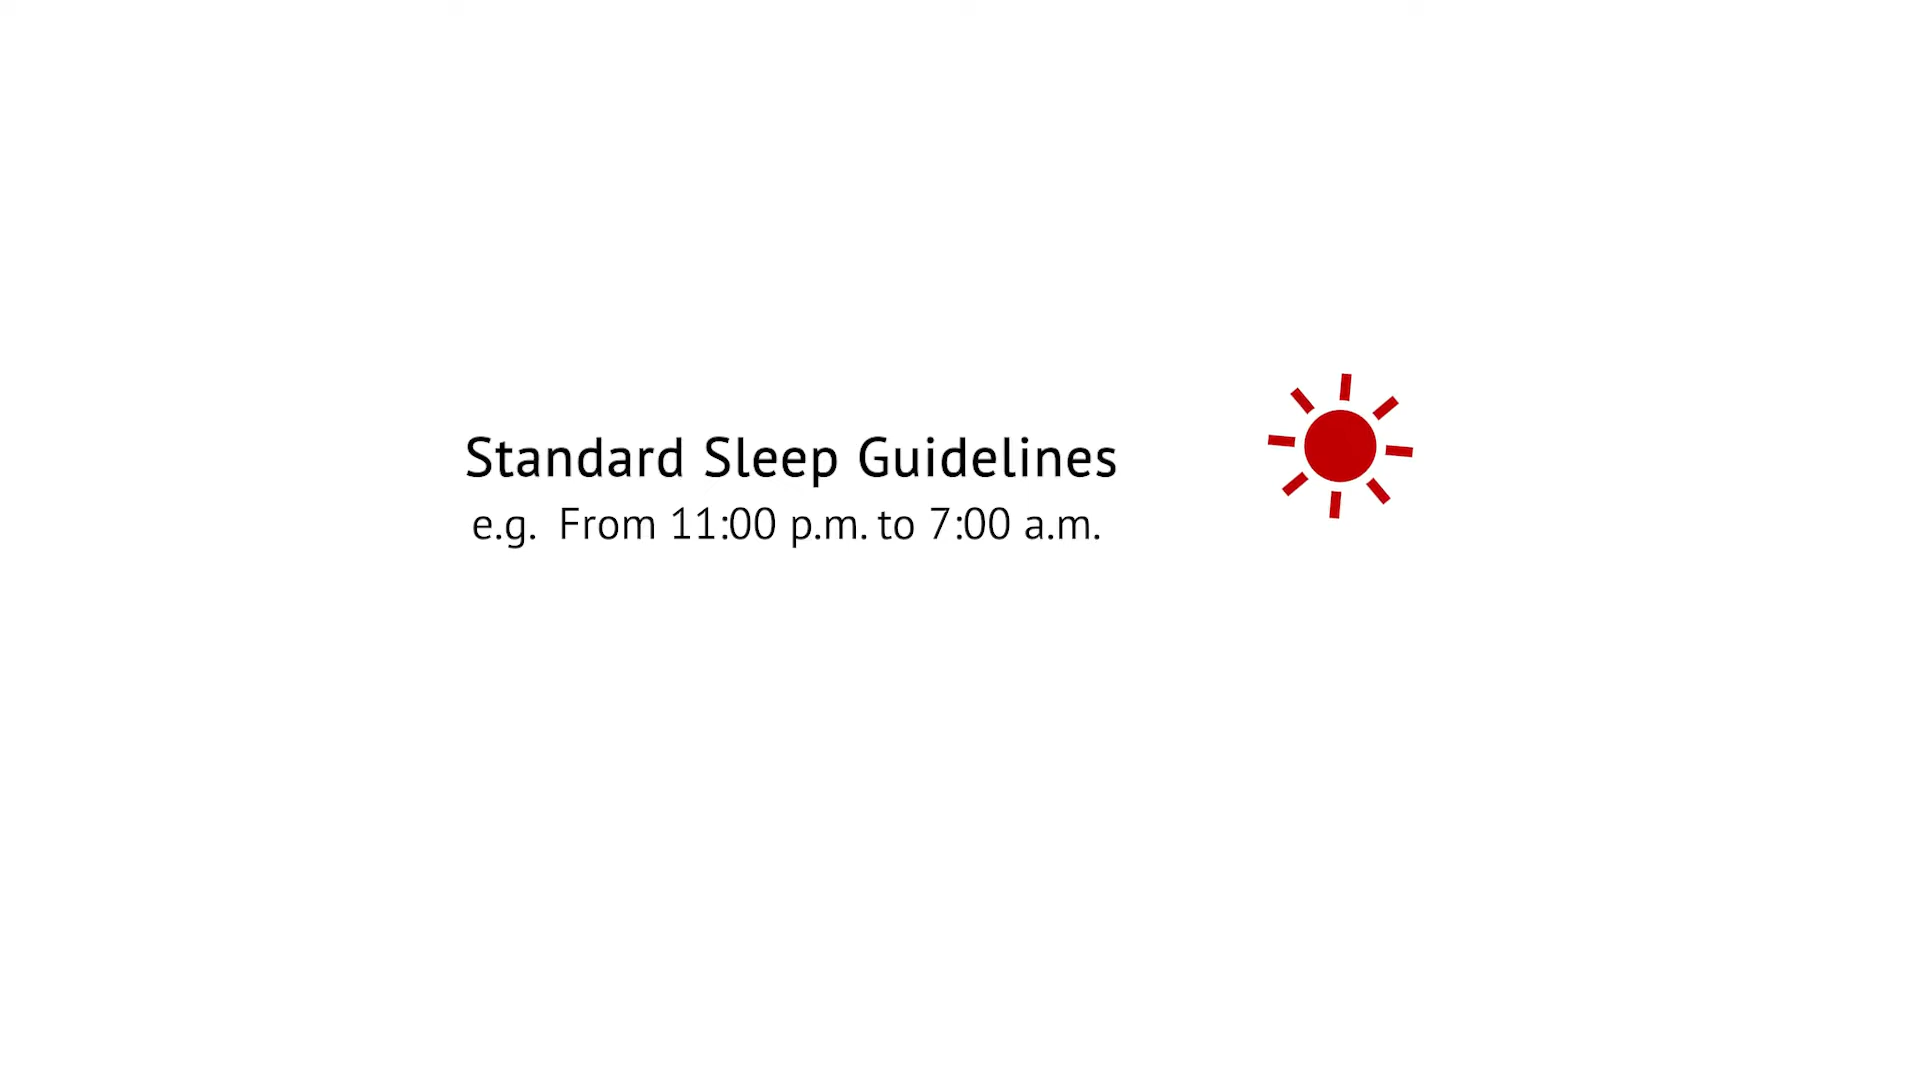 Standard Sleep Guidelines
e.g. From 11:00 p.m. to 7:00 a.m.